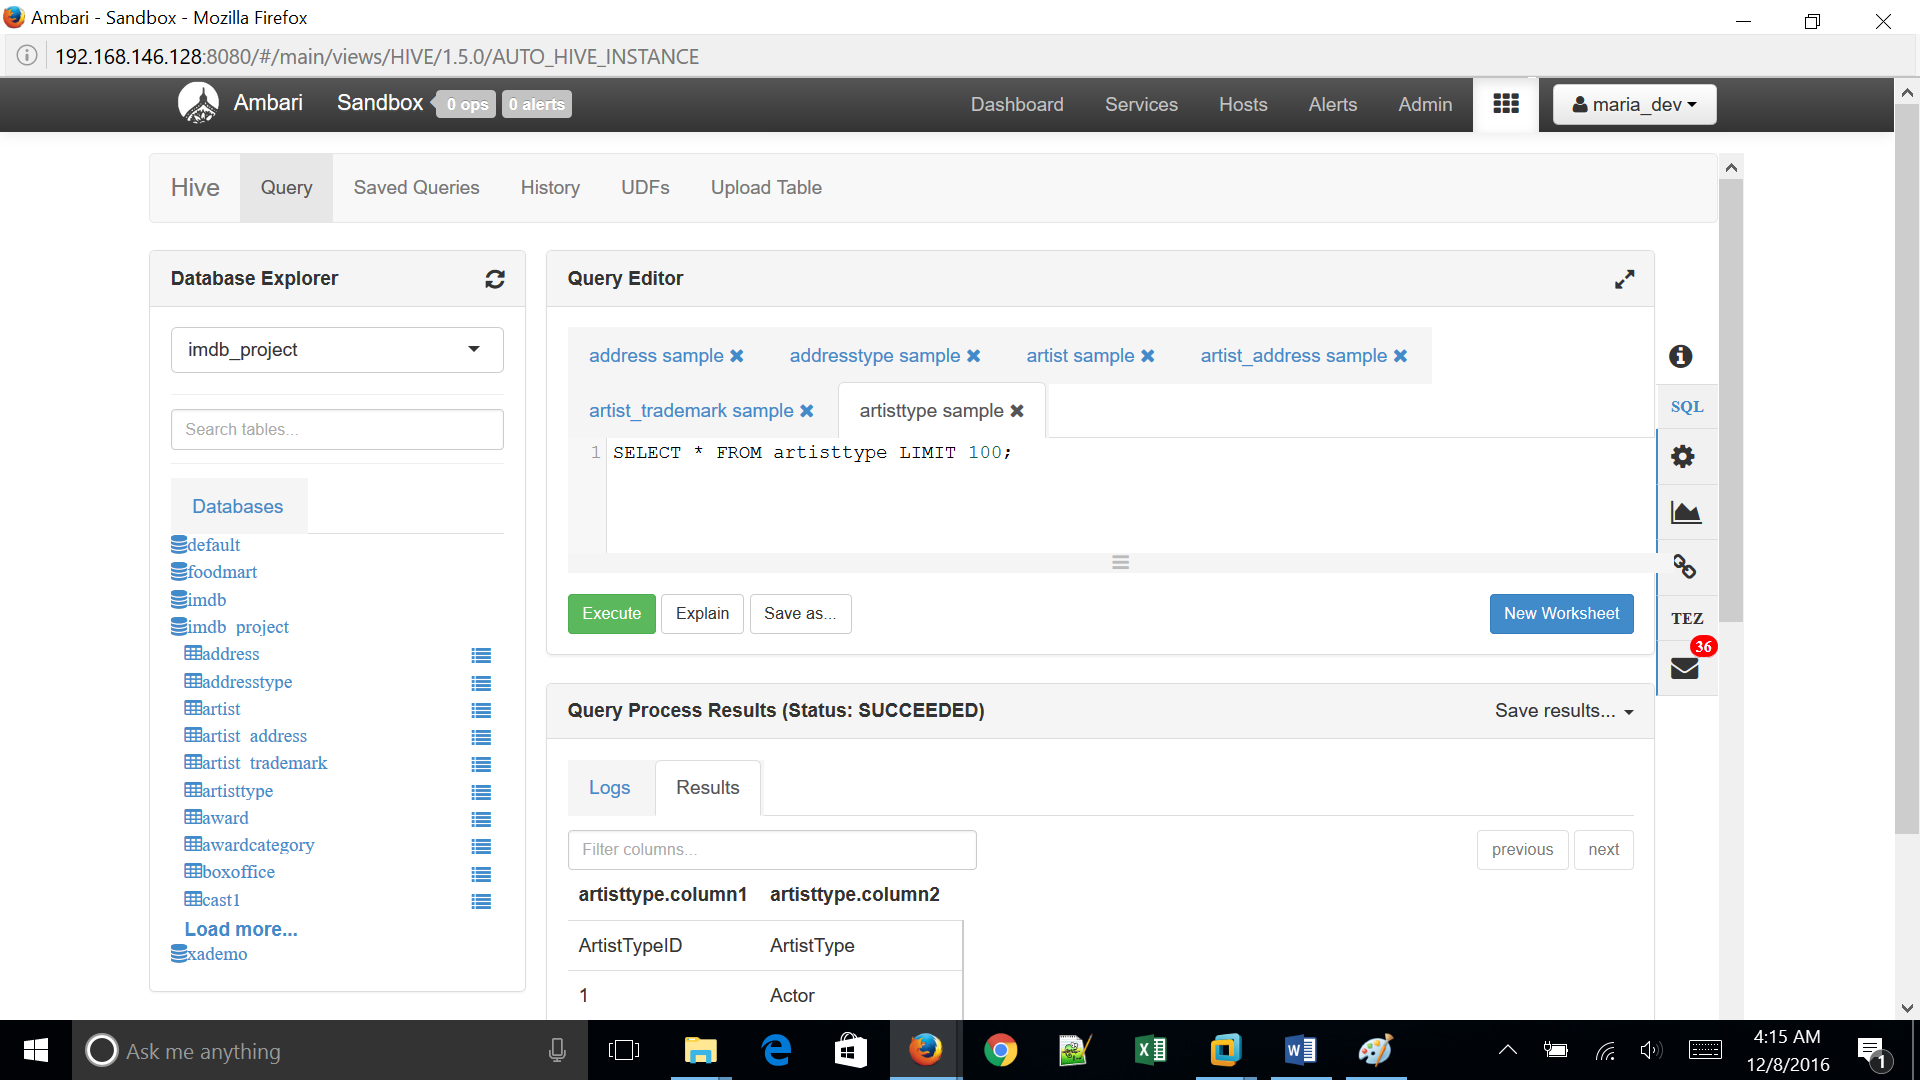 Ambari - Sandbox - Mozilla Firefox
192.168.146.128:8080/#/main/views/HIVE/1.5.0/AUTO_HIVE_INSTANCE
Ambari Sandbox 0 ops 0 alerts Dashboard Services Hosts Alerts Admin maria_dev
Hive Query Saved Queries History UDFs Upload Table
Database Explorer
imdb_project
Search tables...
Databases
default
foodmart
imdb
imdb_project
address
addresstype
artist
artist_address
artist_trademark
artisttype
award
awardcategory
boxoffice
cast1
Load more...
xademo
Query Editor
address sample addresstype sample artist sample artist_address sample
artist_trademark sample artisttype sample
1 SELECT * FROM artisttype LIMIT 100;
Execute Explain Save as... New Worksheet
SQL
TEZ
36
Query Process Results (Status: SUCCEEDED) Save results...
Logs Results
Filter columns... previous next
artisttype.column1 artisttype.column2
ArtistTypeID ArtistType
1 Actor
Ask me anything
4:15 AM
12/8/2016
1